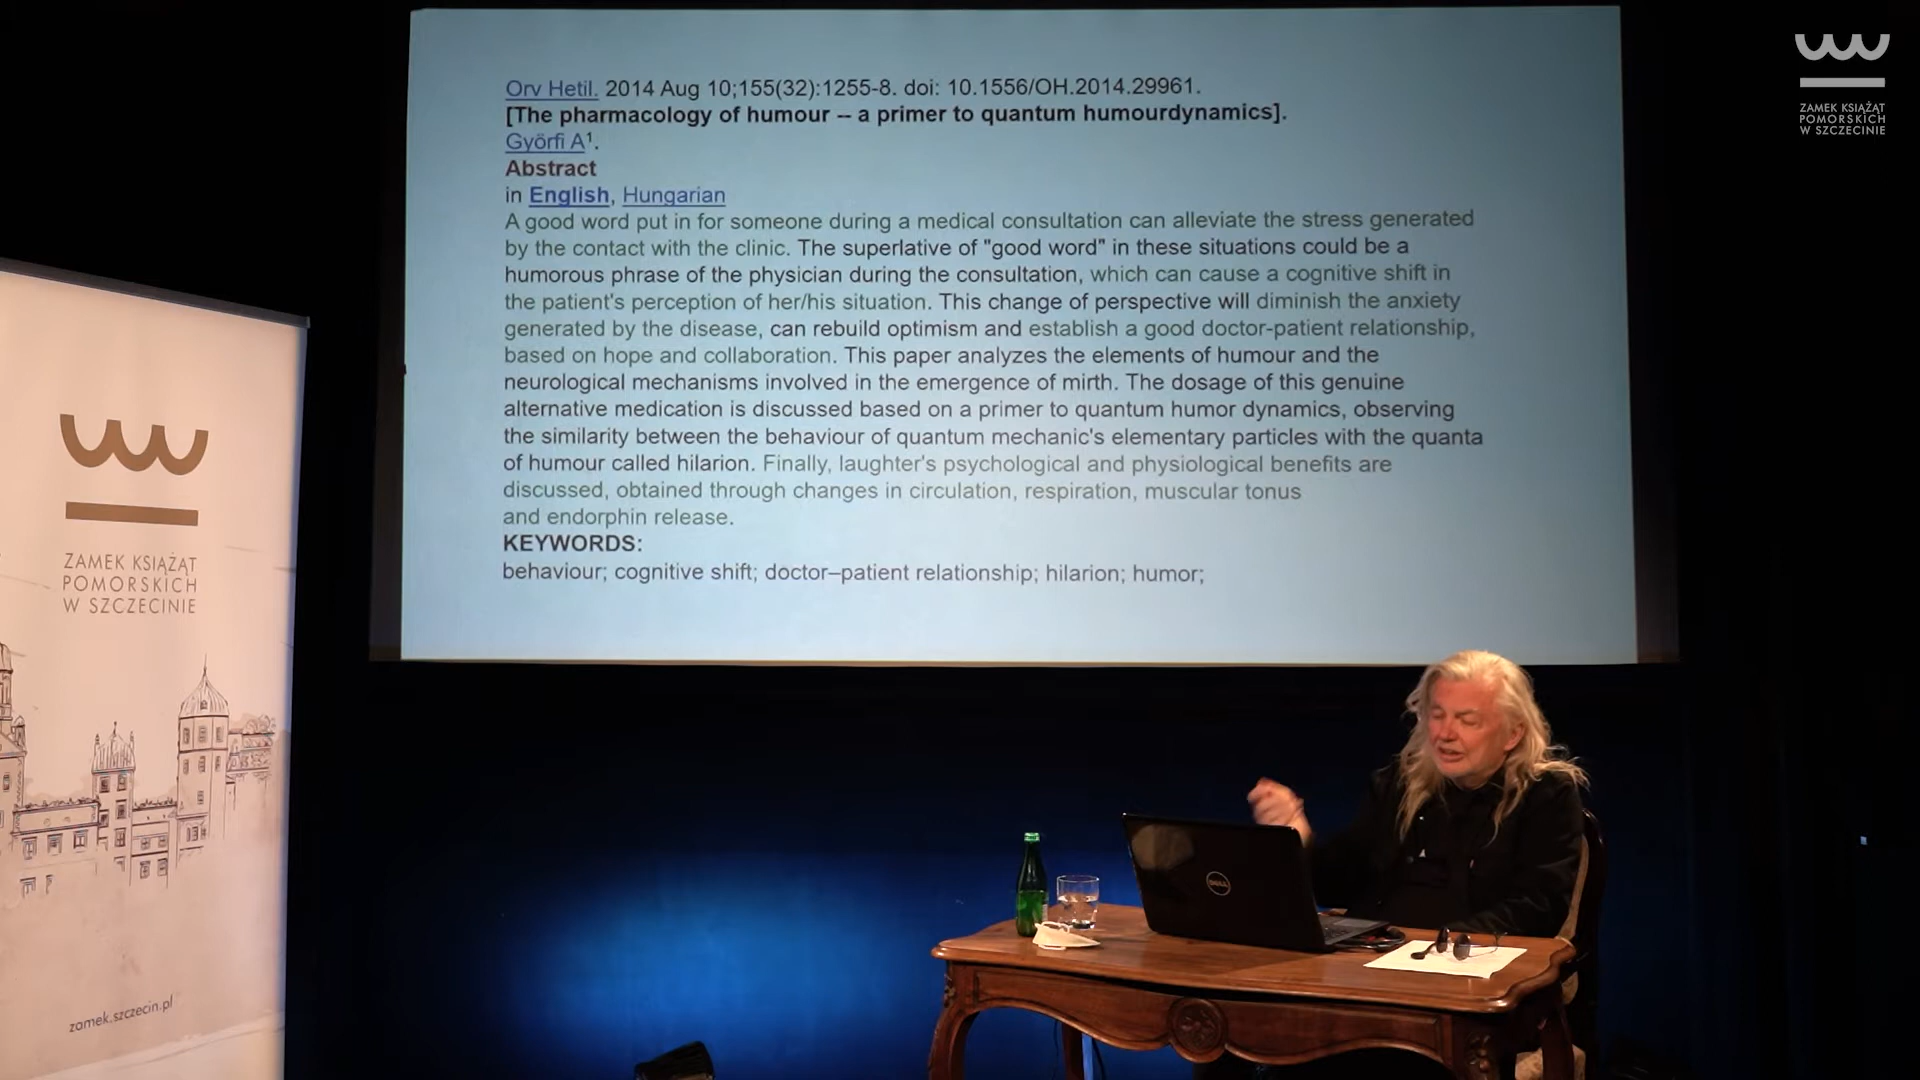 Orv Hetil. 2014 Aug 10;155(32):1255-8. doi: 10.1556/OH.2014.29961.
[The pharmacology of humour -- a primer to quantum humourdynamics].
Györfi A¹.
Abstract
in English, Hungarian
A good word put in for someone during a medical consultation can alleviate the stress generated
by the contact with the clinic. The superlative of "good word" in these situations could be a
humorous phrase of the physician during the consultation, which can cause a cognitive shift in
the patient's perception of her/his situation. This change of perspective will diminish the anxiety
generated by the disease, can rebuild optimism and establish a good doctor-patient relationship,
based on hope and collaboration. This paper analyzes the elements of humour and the
neurological mechanisms involved in the emergence of mirth. The dosage of this genuine
alternative medication is discussed based on a primer to quantum humor dynamics, observing
the similarity between the behaviour of quantum mechanic's elementary particles with the quanta
of humour called hilarion. Finally, laughter's psychological and physiological benefits are
discussed, obtained through changes in circulation, respiration, muscular tonus
and endorphin release.
KEYWORDS:
behaviour; cognitive shift; doctor–patient relationship; hilarion; humor;
ZAMEK KSIĄŻĄT
POMORSKICH
W SZCZECINIE
ZAMEK KSIĄŻĄT
POMORSKICH
W SZCZECINIE
zamek.szczecin.pl
DELL